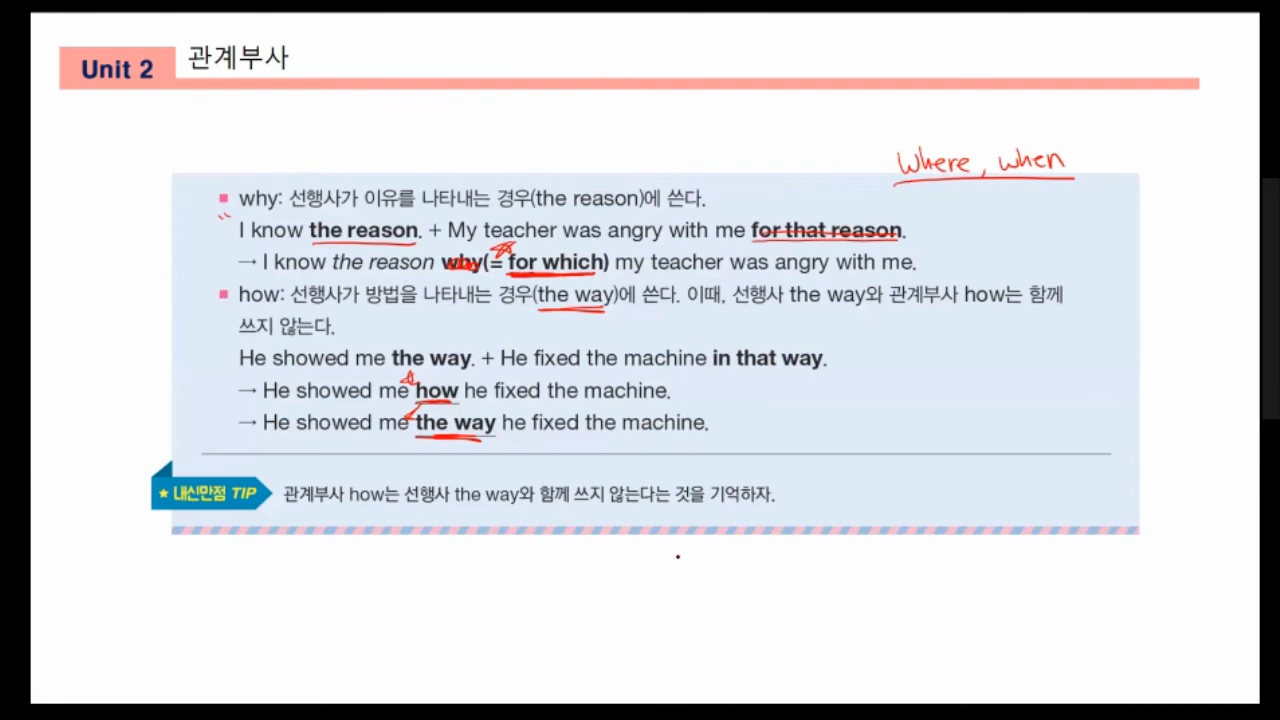 Unit 2 관계부사
where, when
why: 선행사가 이유를 나타내는 경우(the reason)에 쓴다.
I know the reason. + My teacher was angry with me for that reason.
→ I know the reason why(= for which) my teacher was angry with me.
how: 선행사가 방법을 나타내는 경우(the way)에 쓴다. 이때, 선행사 the way와 관계부사 how는 함께
쓰지 않는다.
He showed me the way. + He fixed the machine in that way.
→ He showed me how he fixed the machine.
→ He showed me the way he fixed the machine.
★ 내신만점 TIP 관계부사 how는 선행사 the way와 함께 쓰지 않는다는 것을 기억하자.